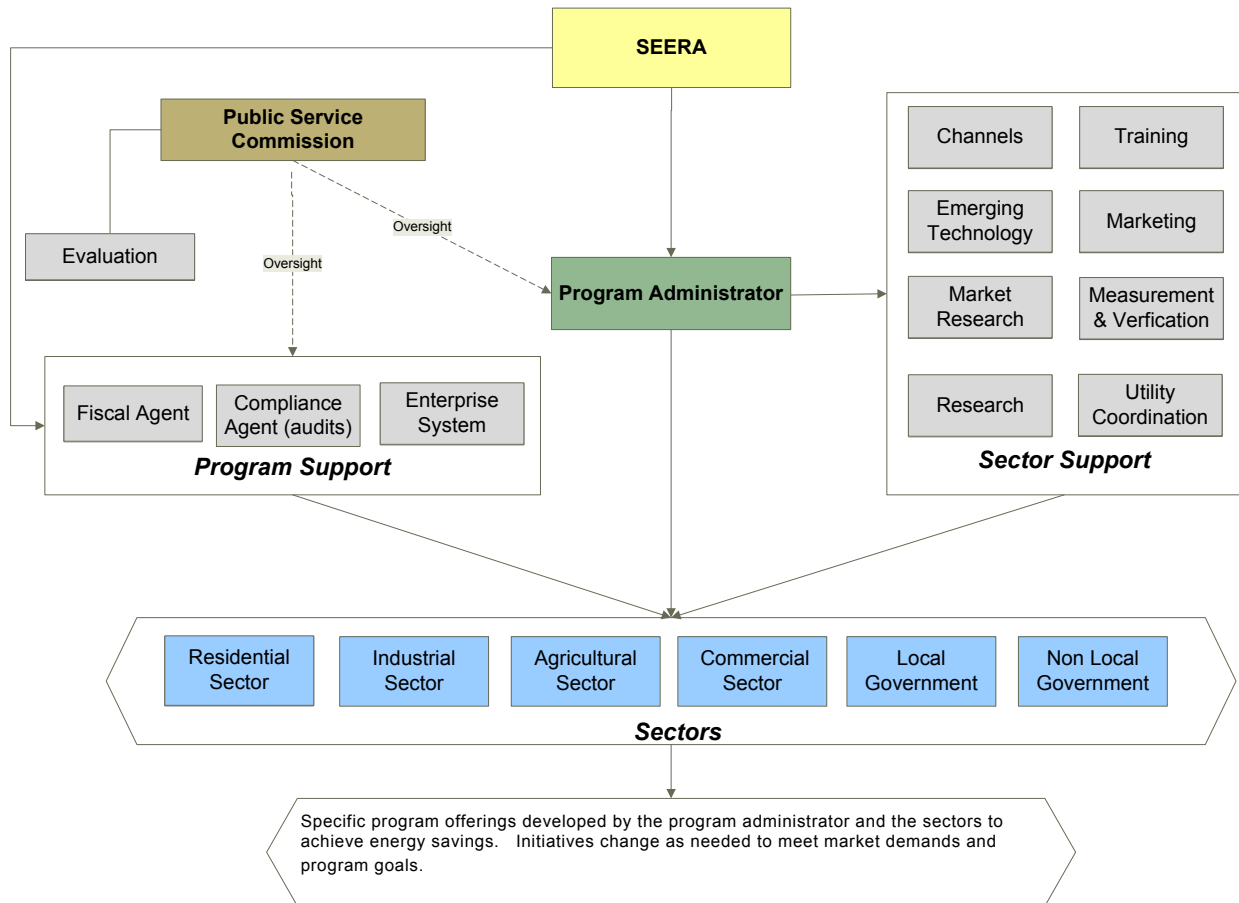 SEERA
Public Service
Commission
Channels
Training
Emerging
Technology
Marketing
Oversight
Evaluation
Oversight
Program Administrator
Market
Research
Measurement
& Verfication
Fiscal Agent
Compliance
Agent (audits)
Enterprise
System
Research
Utility
Coordination
Program Support
Sector Support
Residential
Sector
Industrial
Sector
Agricultural
Sector
Commercial
Sector
Local
Government
Non Local
Government
Sectors
Specific program offerings developed by the program administrator and the sectors to
achieve energy savings. Initiatives change as needed to meet market demands and
program goals.